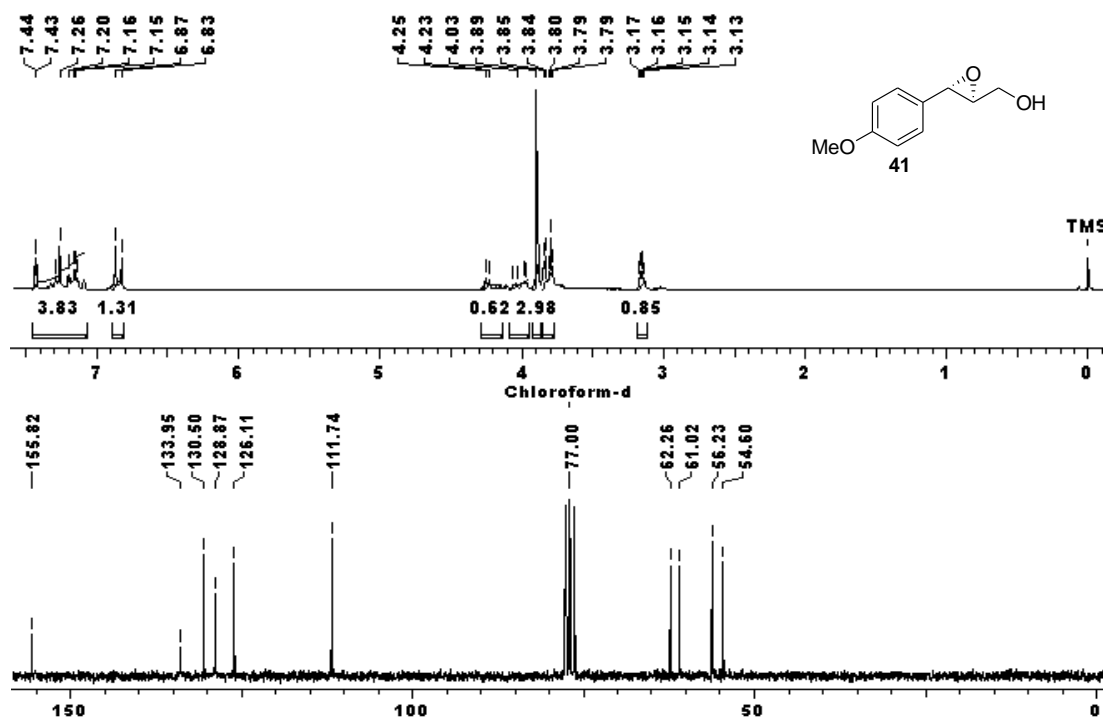 7.44 7.43 7.26 7.20 7.16 7.15 6.87 6.83 4.25 4.23 4.03 3.89 3.85 3.84 3.80 3.79 3.79 3.17 3.16 3.15 3.14 3.13
O
OH
MeO
41
TMS
3.83 1.31 0.62 2.98 0.85
7 6 5 4 3 2 1 0
Chloroform-d
155.82 133.95 130.50 128.87 126.11 111.74 77.00 62.26 61.02 56.23 54.60
150 100 50 0